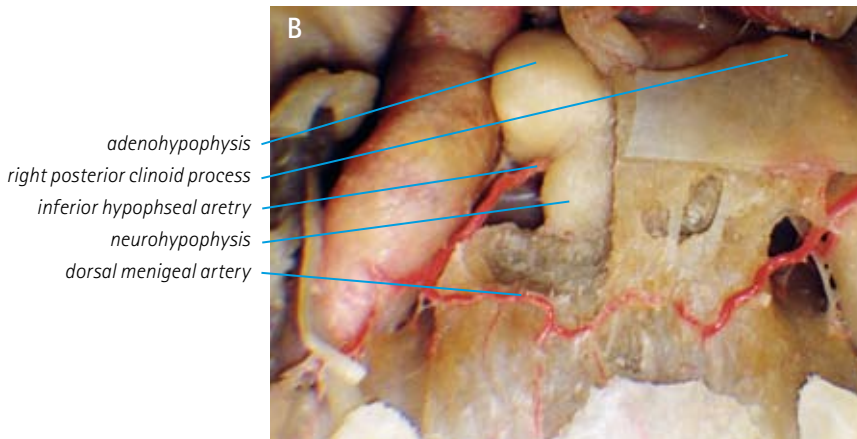 B
adenohypophysis
right posterior clinoid process
inferior hypophseal aretry
neurohypophysis
dorsal menigeal artery